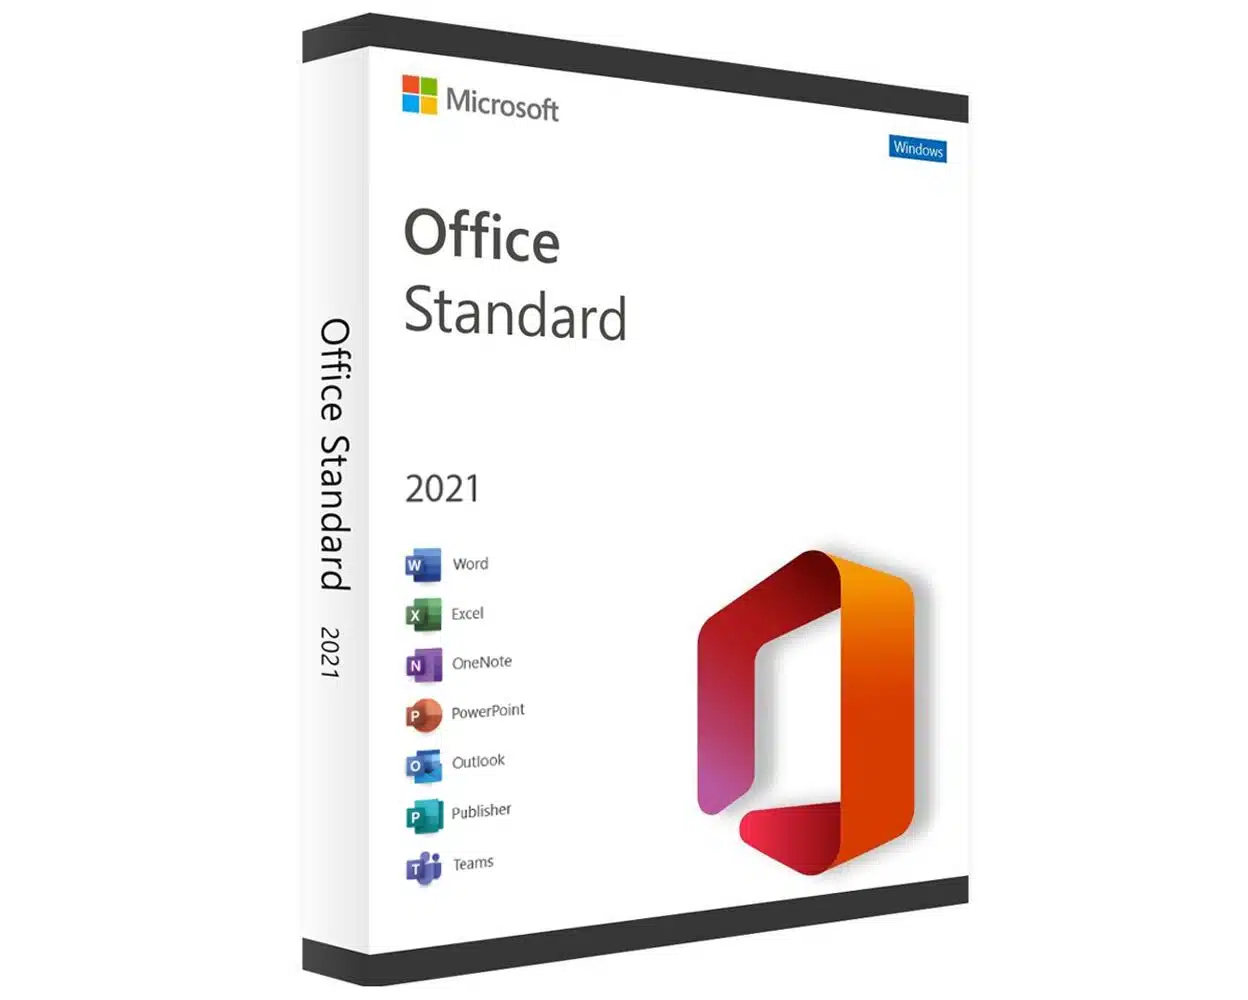 Microsoft
Windows
Office
Standard
2021
W Word
X Excel
N OneNote
P PowerPoint
O Outlook
P Publisher
T Teams
Office Standard 2021